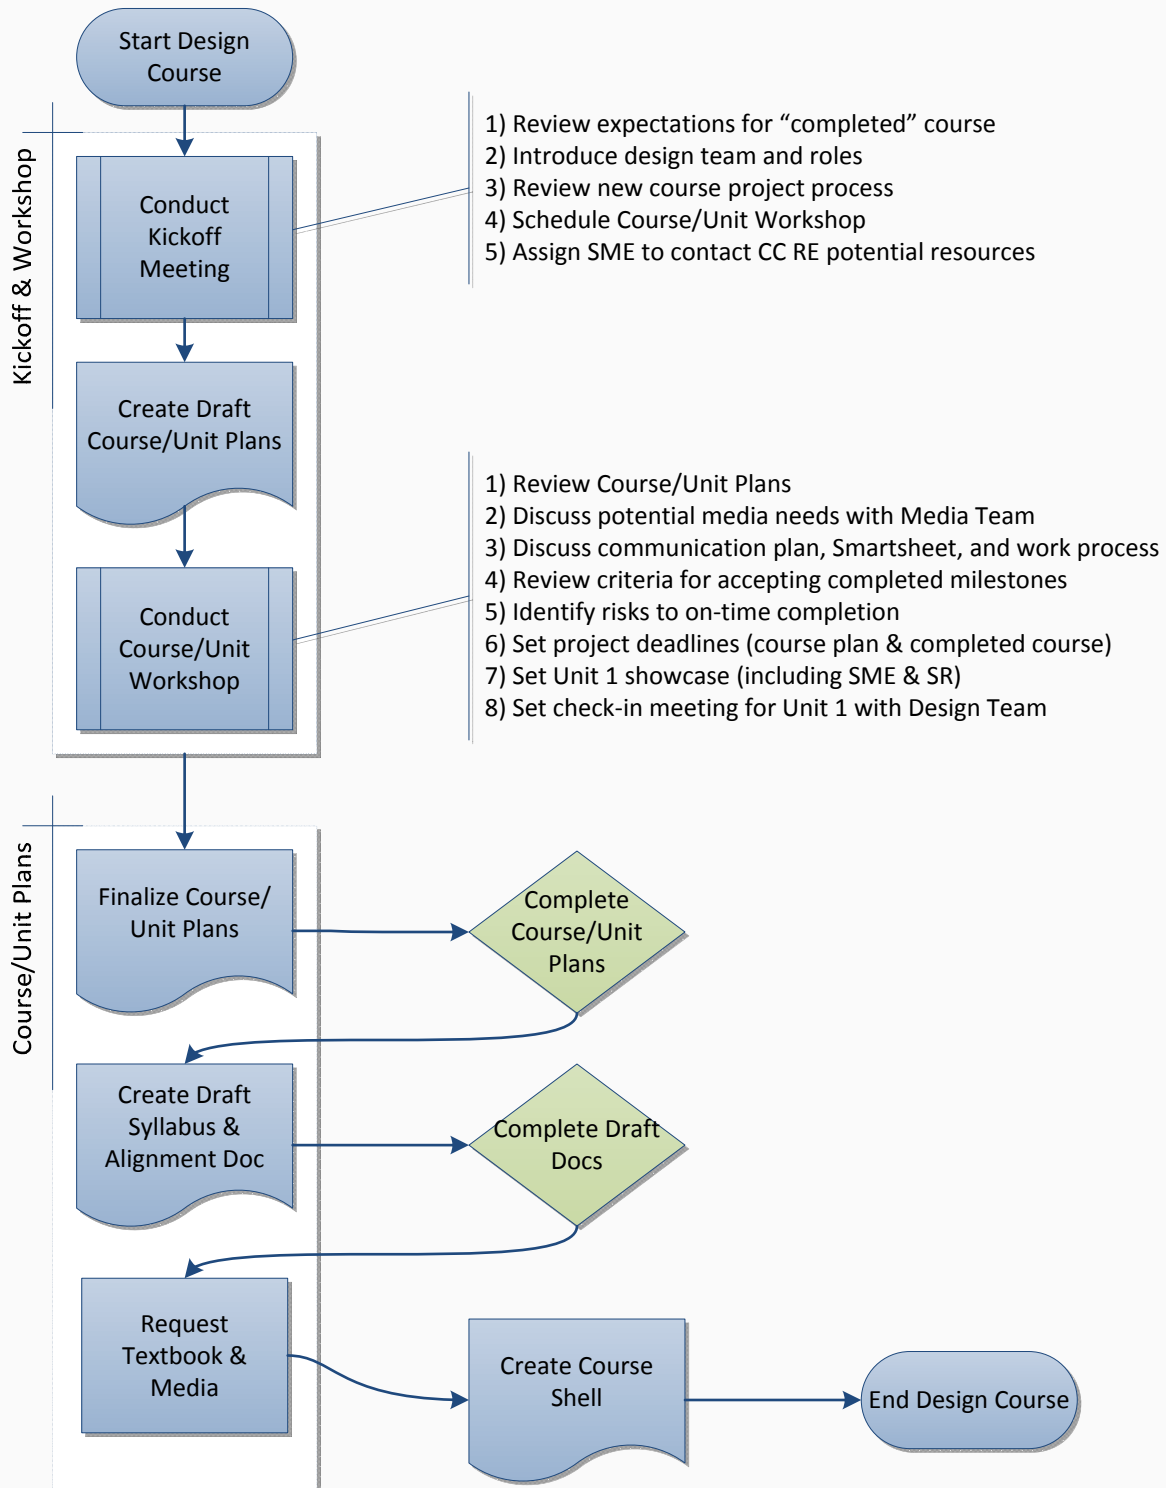 Start Design
Course
Kickoff & Workshop
Conduct
Kickoff
Meeting
1) Review expectations for “completed” course
2) Introduce design team and roles
3) Review new course project process
4) Schedule Course/Unit Workshop
5) Assign SME to contact CC RE potential resources
Create Draft
Course/Unit Plans
Conduct
Course/Unit
Workshop
1) Review Course/Unit Plans
2) Discuss potential media needs with Media Team
3) Discuss communication plan, Smartsheet, and work process
4) Review criteria for accepting completed milestones
5) Identify risks to on-time completion
6) Set project deadlines (course plan & completed course)
7) Set Unit 1 showcase (including SME & SR)
8) Set check-in meeting for Unit 1 with Design Team
Course/Unit Plans
Finalize Course/
Unit Plans
Complete
Course/Unit
Plans
Create Draft
Syllabus &
Alignment Doc
Complete Draft
Docs
Request
Textbook &
Media
Create Course
Shell
End Design Course